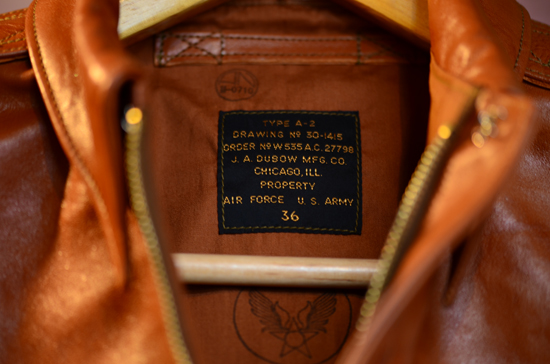 TYPE A-2
DRAWING Nº 30-1415
ORDER Nº W535 A.C. 27798
J. A. DUBOW MFG. CO.
CHICAGO, ILL.
PROPERTY
AIR FORCE U. S. ARMY
36